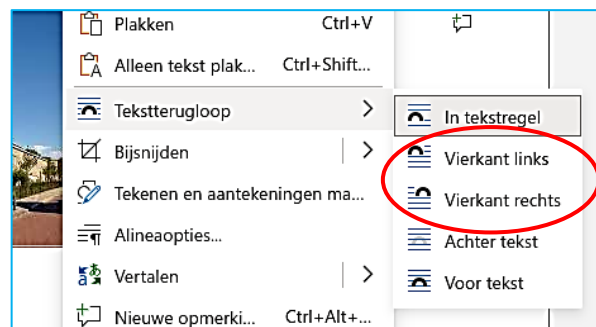 Plakken Ctrl+V
Alleen tekst plak... Ctrl+Shift...
Tekstterugloop
Bijsnijden
Tekenen en aantekeningen ma...
Alineaopties...
Vertalen
Nieuwe opmerki... Ctrl+Alt+...
In tekstregel
Vierkant links
Vierkant rechts
Achter tekst
Voor tekst